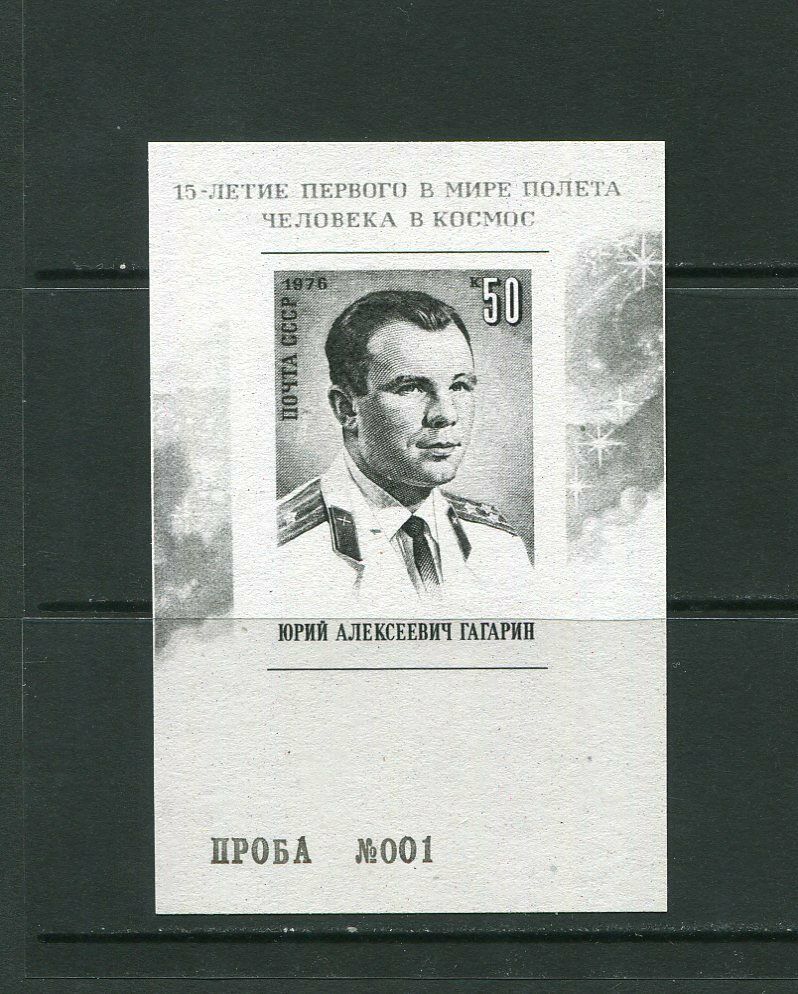 15-ЛЕТИЕ ПЕРВОГО В МИРЕ ПОЛЕТА
ЧЕЛОВЕКА В КОСМОС
1976
К 50
ПОЧТА СССР
ЮРИЙ АЛЕКСЕЕВИЧ ГАГАРИН
ПРОБА №001